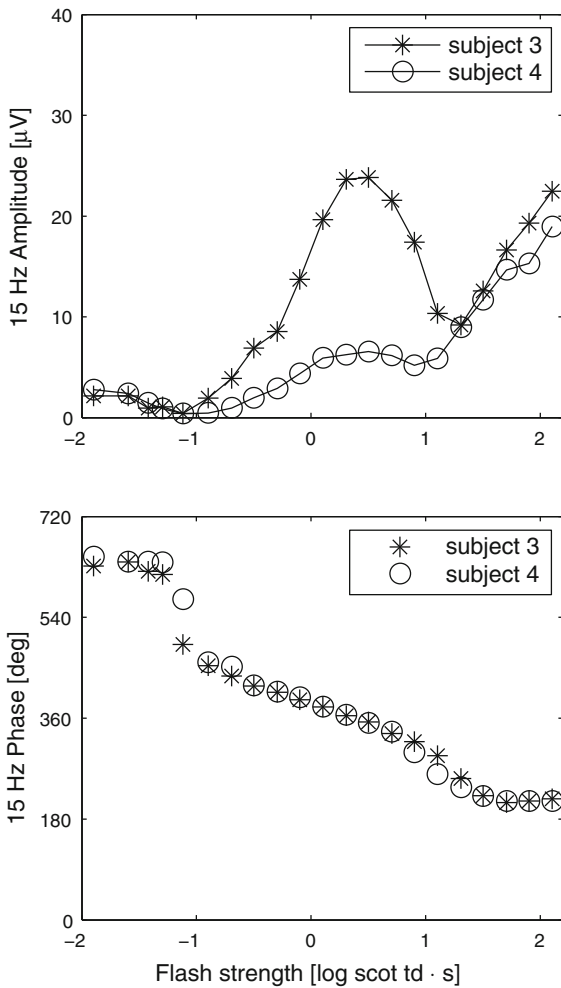 40
30
20
10
0
15 Hz Amplitude [μV]
subject 3
subject 4
−2
−1
0
1
2
720
540
360
180
0
15 Hz Phase [deg]
subject 3
subject 4
−2
−1
0
1
2
Flash strength [log scot td · s]